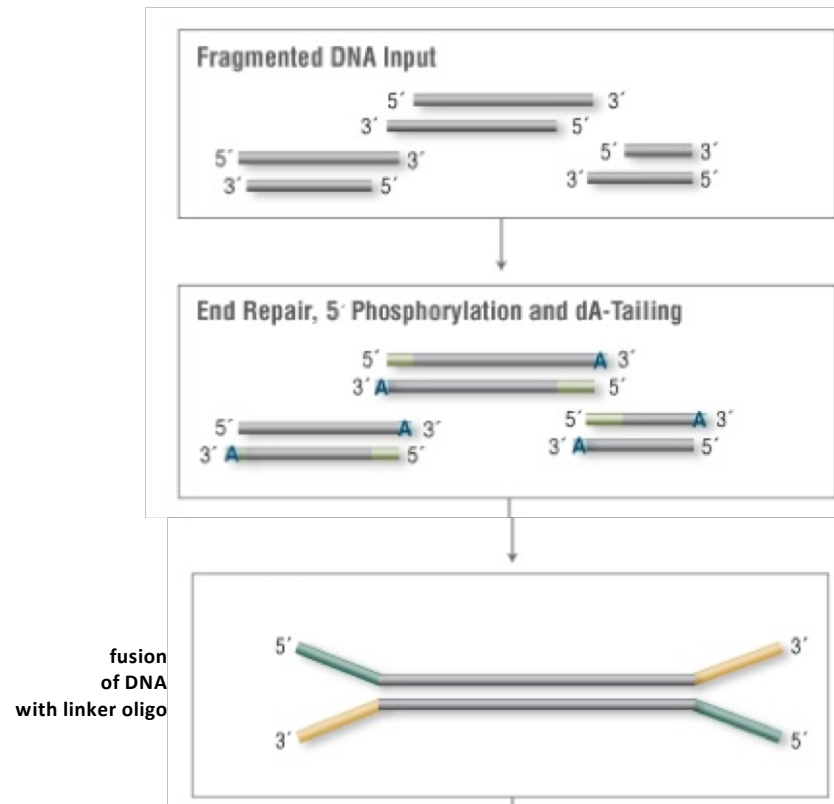 Fragmented DNA Input
5´ 3´
3´ 5´
5´ 3´
5´ 3´
3´ 5´
3´ 5´
End Repair, 5´ Phosphorylation and dA-Tailing
5´ A 3´
3´ A 5´
5´ A 3´
5´ A 3´
3´ A 5´
3´ A 5´
fusion
of DNA
with linker oligo
5´ 3´
3´ 5´